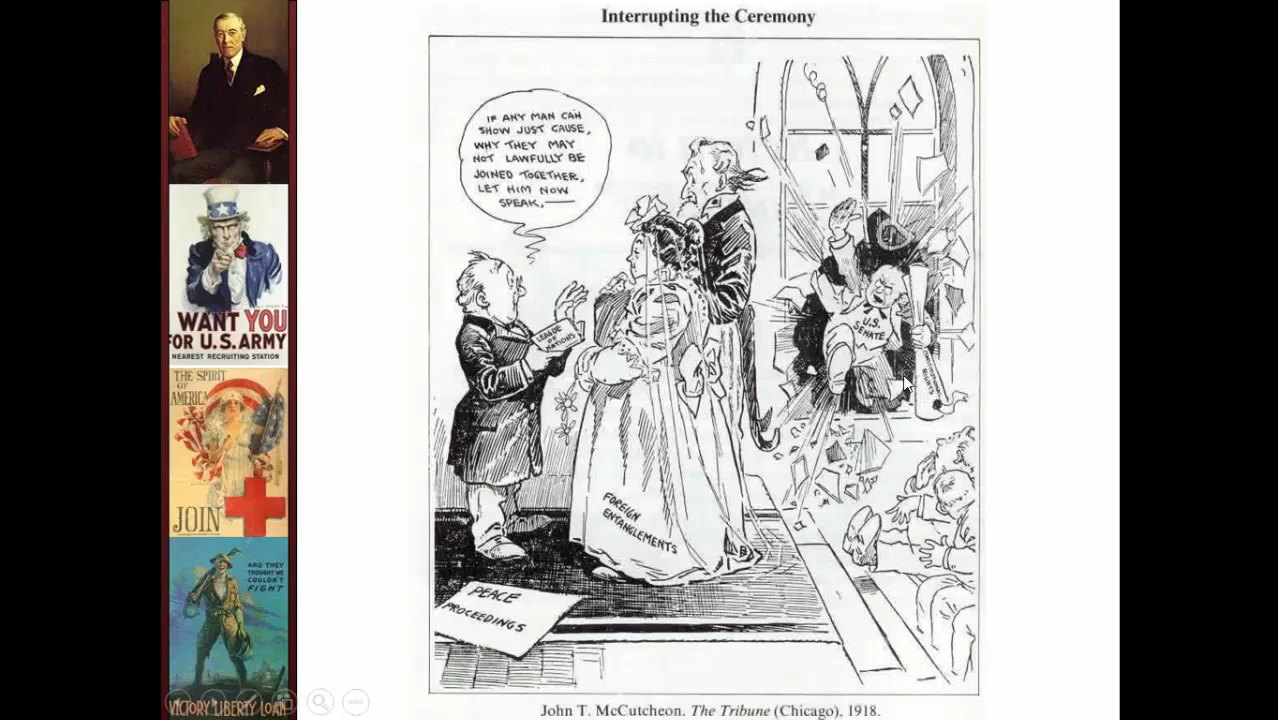 Interrupting the Ceremony
IF ANY MAN CAN
SHOW JUST CAUSE,
WHY THEY MAY
NOT LAWFULLY BE
JOINED TOGETHER,
LET HIM NOW
SPEAK,—
LEAGUE
OF
NATIONS
U.S.
SENATE
CONSTITUTIONAL
RIGHTS
FOREIGN
ENTANGLEMENTS
PEACE
PROCEEDINGS
John T. McCutcheon. The Tribune (Chicago), 1918.
WANT YOU
FOR U.S. ARMY
NEAREST RECRUITING STATION
THE SPIRIT
OF
AMERICA
JOIN
AND THEY
THOUGHT WE
COULDN'T
FIGHT
VICTORY LIBERTY LOAN